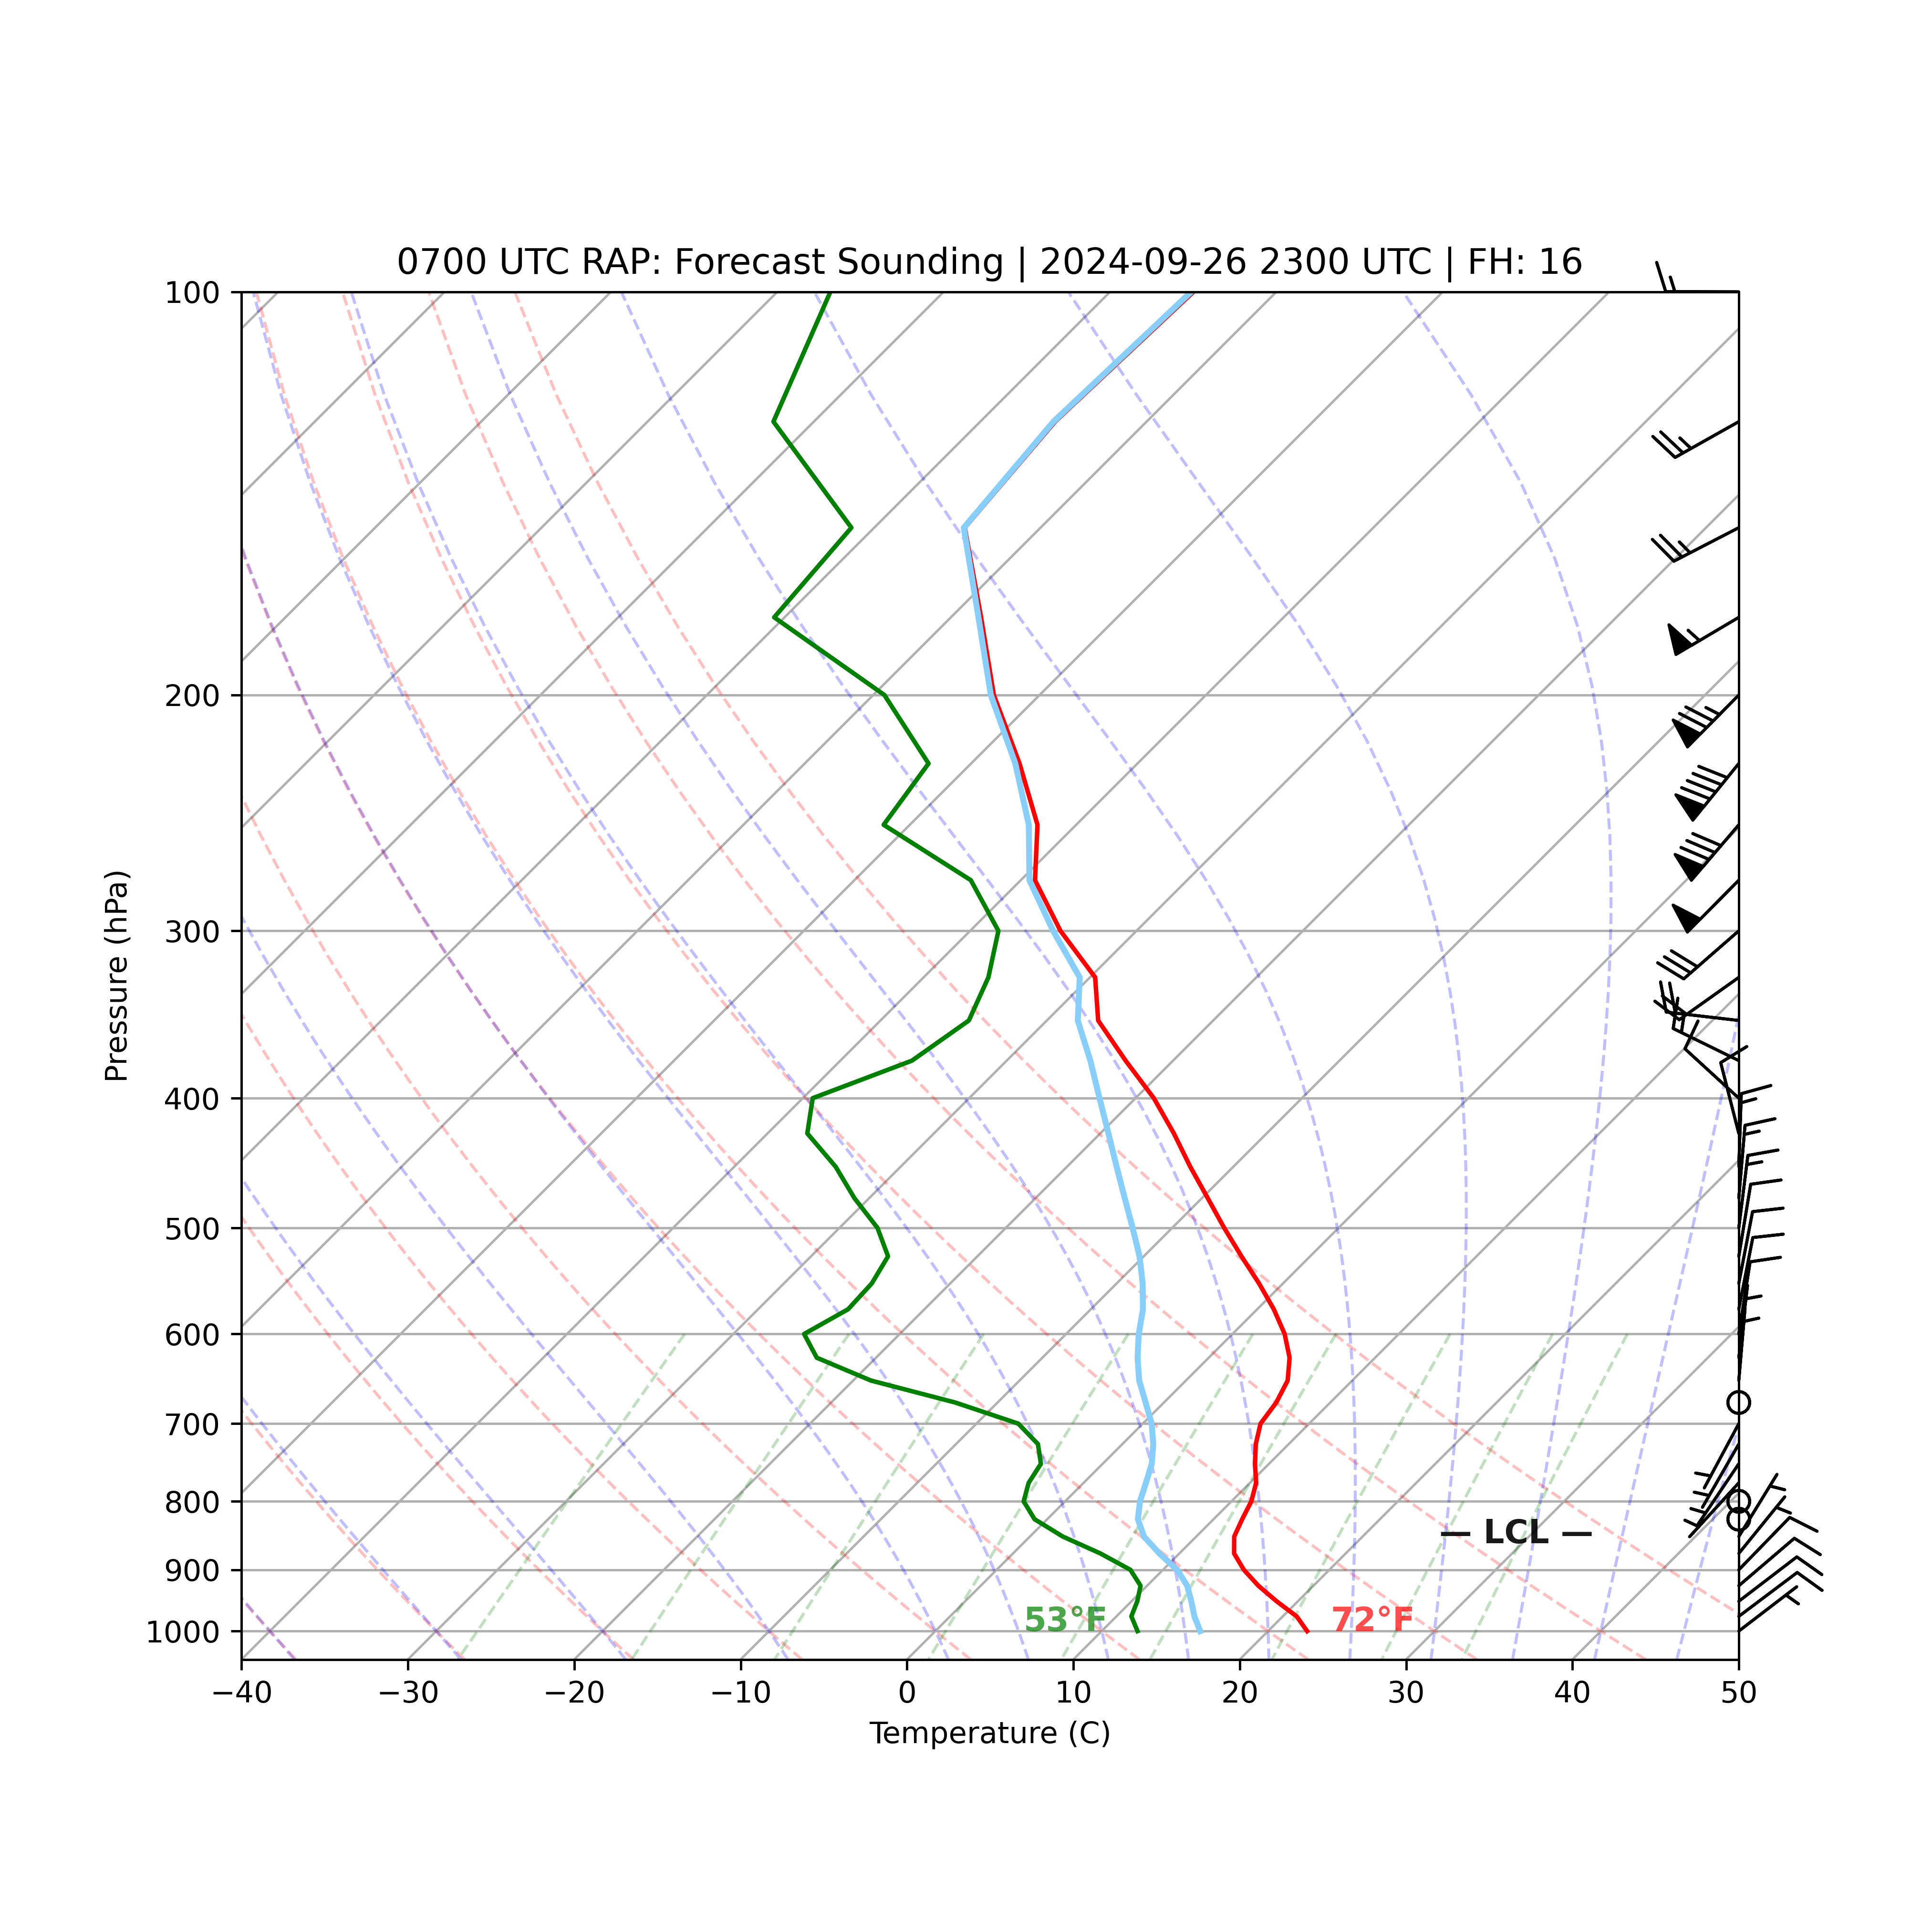 0700 UTC RAP: Forecast Sounding | 2024-09-26 2300 UTC | FH: 16
100
200
300
400
500
600
700
800
900
1000
Pressure (hPa)
— LCL —
53°F
72°F
−40 −30 −20 −10 0 10 20 30 40 50
Temperature (C)